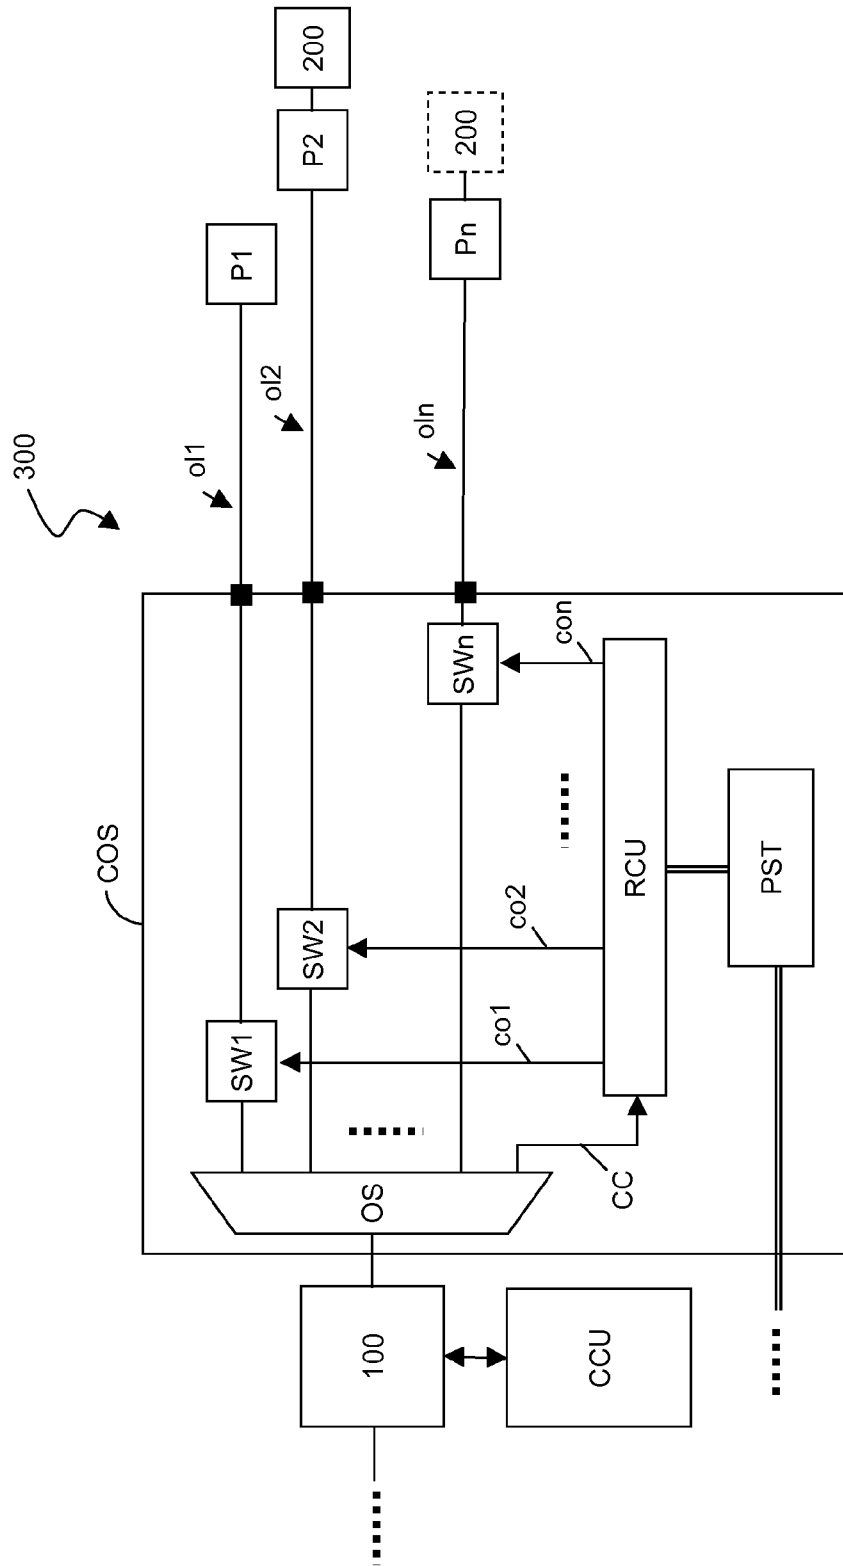 300
COS
100
CCU
OS
CC
SW1
SW2
SWn
co1
co2
con
RCU
PST
ol1
ol2
oln
P1
P2
200
Pn
200